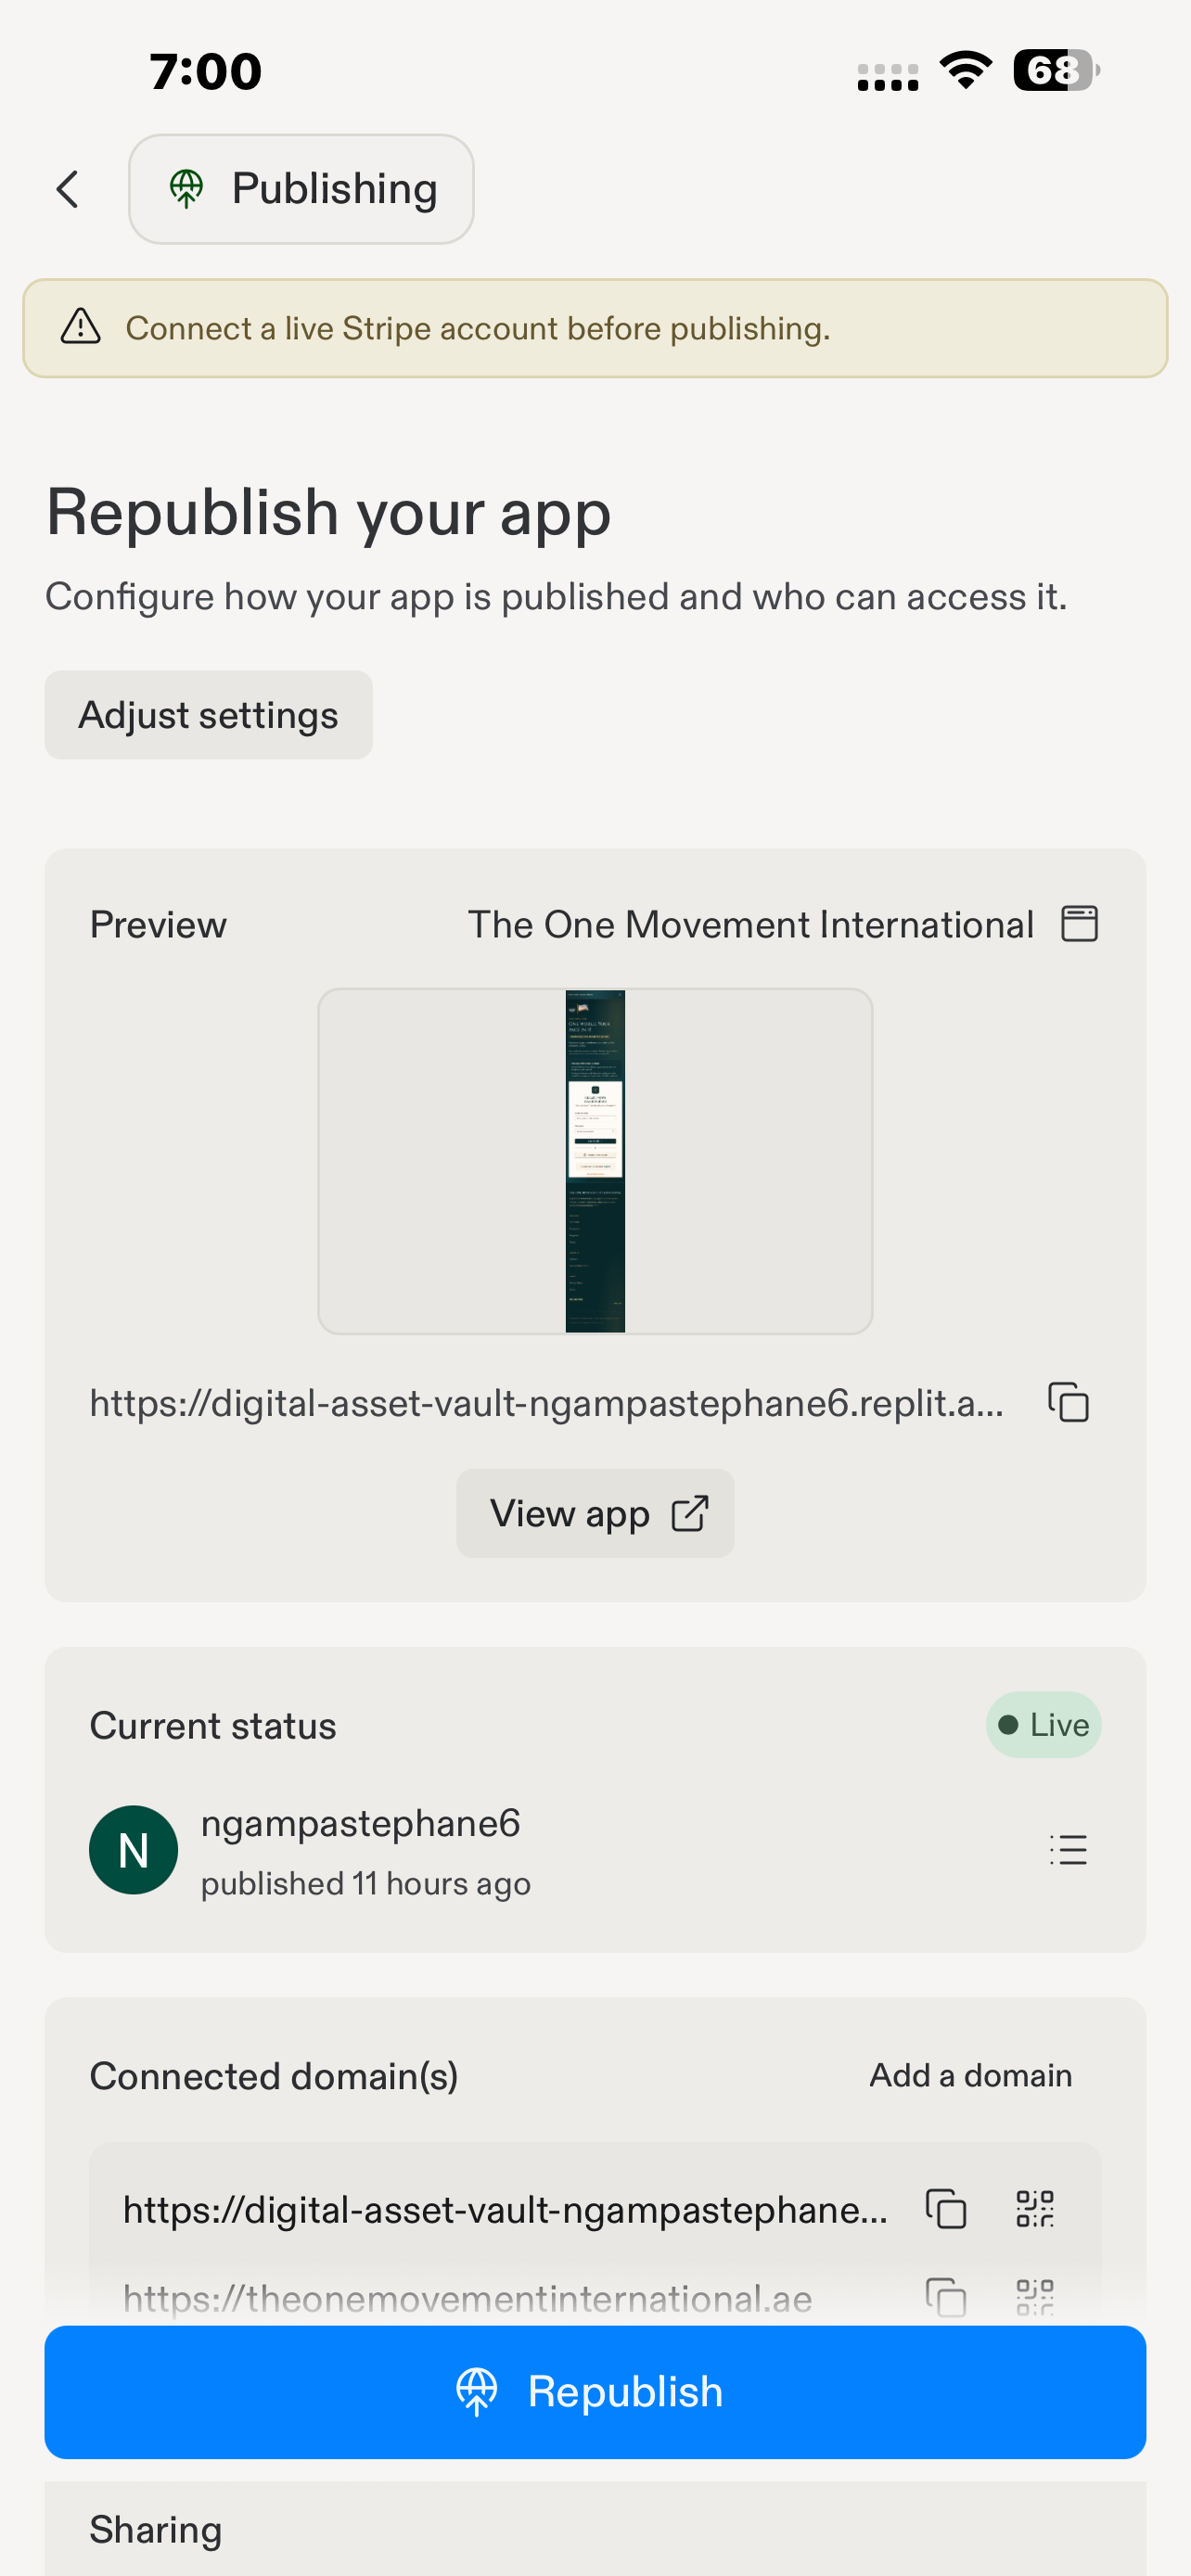 7:00
68
Publishing
Connect a live Stripe account before publishing.
Republish your app
Configure how your app is published and who can access it.
Adjust settings
Preview
The One Movement International
https://digital-asset-vault-ngampastephane6.replit.a...
View app
Current status
Live
N
ngampastephane6
published 11 hours ago
Connected domain(s)
Add a domain
https://digital-asset-vault-ngampastephane...
https://theonemovementinternational.ae
Republish
Sharing